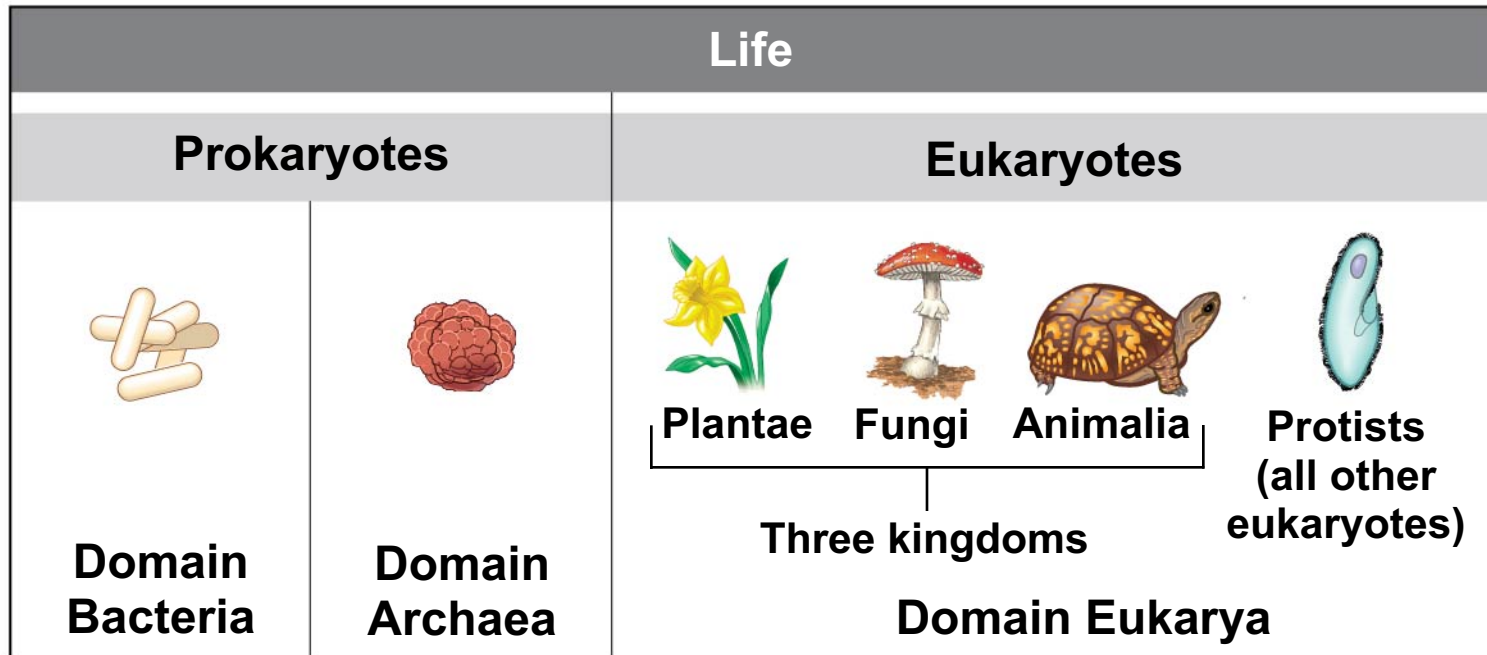 Life
Prokaryotes
Eukaryotes
Plantae
Fungi
Animalia
Protists
(all other
eukaryotes)
Three kingdoms
Domain
Bacteria
Domain
Archaea
Domain Eukarya